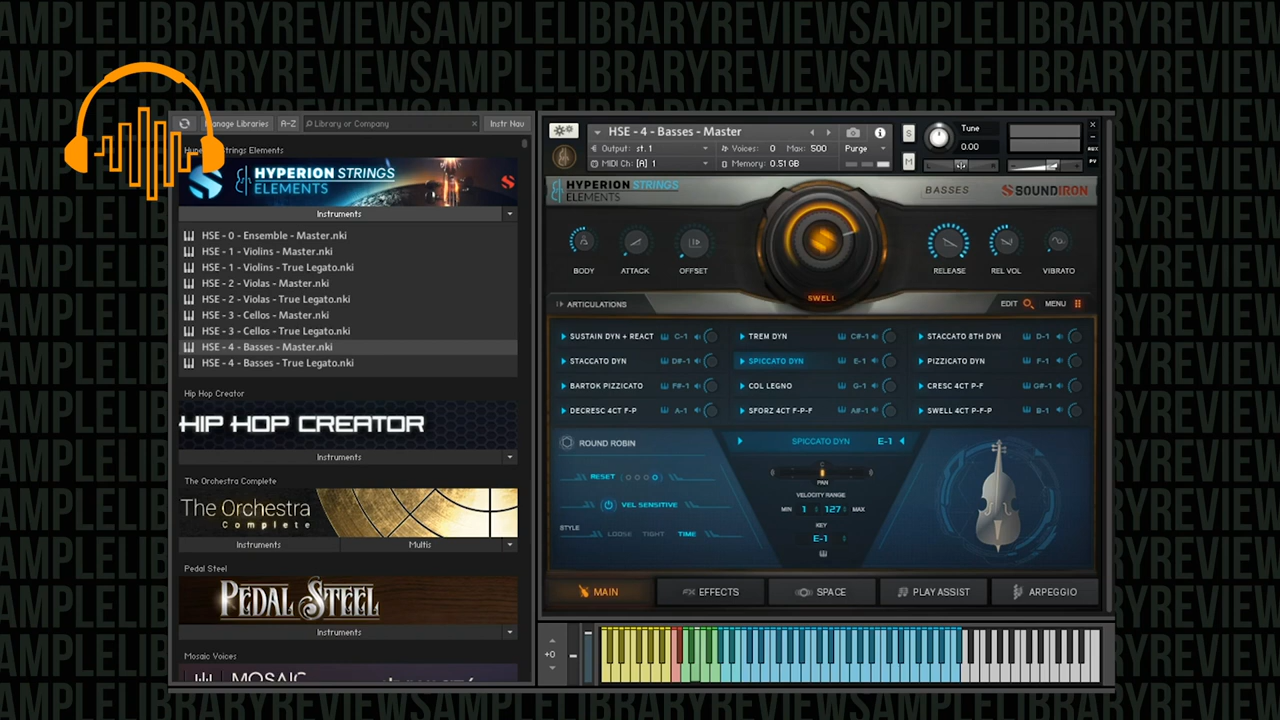 AMPLELIBRARYREVIEWSAMPLELIBRARYREVIEWSAMPLE
Manage Libraries
A-Z
Library or Company
Instr Nav
Strings Elements
HYPERION STRINGS
ELEMENTS
Instruments
HSE - 0 - Ensemble - Master.nki
HSE - 1 - Violins - Master.nki
HSE - 1 - Violins - True Legato.nki
HSE - 2 - Violas - Master.nki
HSE - 2 - Violas - True Legato.nki
HSE - 3 - Cellos - Master.nki
HSE - 3 - Cellos - True Legato.nki
HSE - 4 - Basses - Master.nki
HSE - 4 - Basses - True Legato.nki
Hip Hop Creator
HIP HOP CREATOR
Instruments
The Orchestra Complete
The Orchestra
Complete
Instruments Multis
Pedal Steel
PEDAL STEEL
Instruments
Mosaic Voices
MOSAIC
HSE - 4 - Basses - Master
Output: st. 1 Voices: 0 Max: 500 Purge
MIDI Ch: [A] 1 Memory: 0.51 GB
S
M
Tune
0.00
AUX
PV
HYPERION STRINGS
ELEMENTS
BASSES
SOUNDIRON
BODY ATTACK OFFSET
SWELL
RELEASE REL VOL VIBRATO
ARTICULATIONS EDIT MENU
SUSTAIN DYN + REACT C-1 TREM DYN C#-1 STACCATO 8TH DYN D-1
STACCATO DYN D#-1 SPICCATO DYN E-1 PIZZICATO DYN F-1
BARTOK PIZZICATO F#-1 COL LEGNO G-1 CRESC 4CT P-F G#-1
DECRESC 4CT F-P A-1 SFORZ 4CT F-P-F A#-1 SWELL 4CT P-F-P B-1
ROUND ROBIN
RESET
VEL SENSITIVE
STYLE LOOSE TIGHT TIME
SPICCATO DYN E-1
C
PAN
VELOCITY RANGE
MIN 1 127 MAX
KEY
E-1
MAIN
FX EFFECTS
SPACE
PLAY ASSIST
ARPEGGIO
+0